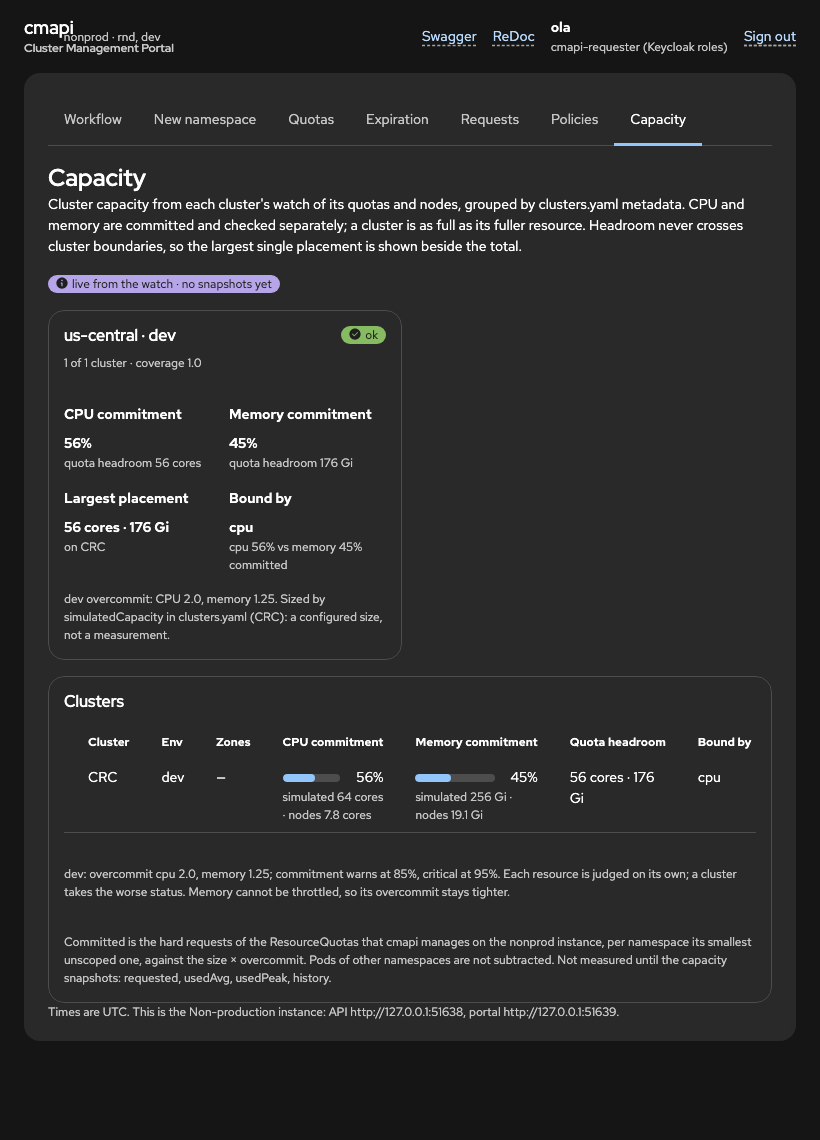 cmapi
nonprod · rnd, dev
Cluster Management Portal
Swagger
ReDoc
ola
cmapi-requester (Keycloak roles)
Sign out
Workflow
New namespace
Quotas
Expiration
Requests
Policies
Capacity
Capacity
Cluster capacity from each cluster's watch of its quotas and nodes, grouped by clusters.yaml metadata. CPU and
memory are committed and checked separately; a cluster is as full as its fuller resource. Headroom never crosses
cluster boundaries, so the largest single placement is shown beside the total.
live from the watch · no snapshots yet
us-central · dev
ok
1 of 1 cluster · coverage 1.0
CPU commitment
56%
quota headroom 56 cores
Memory commitment
45%
quota headroom 176 Gi
Largest placement
56 cores · 176 Gi
on CRC
Bound by
cpu
cpu 56% vs memory 45%
committed
dev overcommit: CPU 2.0, memory 1.25. Sized by
simulatedCapacity in clusters.yaml (CRC): a configured size,
not a measurement.
Clusters
Cluster Env Zones CPU commitment Memory commitment Quota headroom Bound by
CRC dev – 56% 45% 56 cores · 176 cpu
Gi
simulated 64 cores
· nodes 7.8 cores
simulated 256 Gi ·
nodes 19.1 Gi
dev: overcommit cpu 2.0, memory 1.25; commitment warns at 85%, critical at 95%. Each resource is judged on its own; a cluster
takes the worse status. Memory cannot be throttled, so its overcommit stays tighter.
Committed is the hard requests of the ResourceQuotas that cmapi manages on the nonprod instance, per namespace its smallest
unscoped one, against the size × overcommit. Pods of other namespaces are not subtracted. Not measured until the capacity
snapshots: requested, usedAvg, usedPeak, history.
Times are UTC. This is the Non-production instance: API http://127.0.0.1:51638, portal http://127.0.0.1:51639.